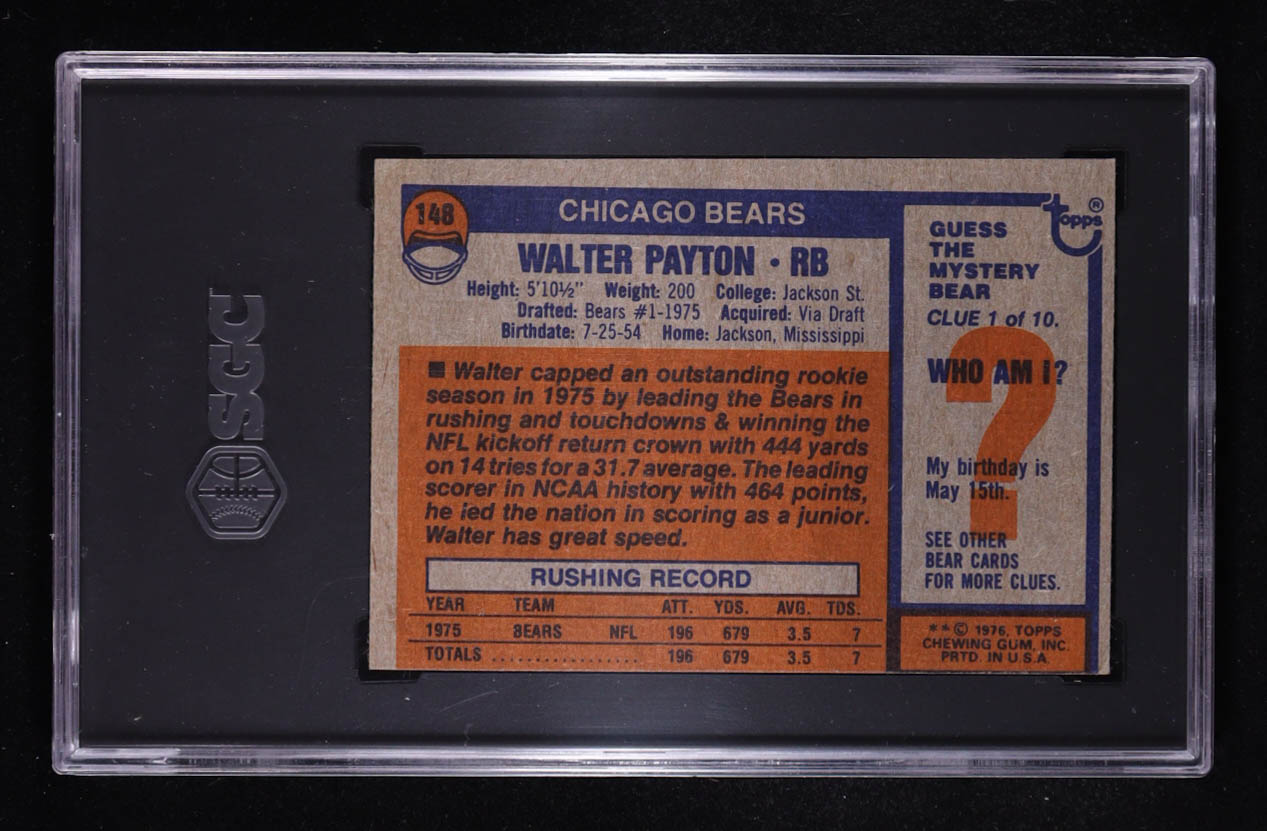 SGC
148
CHICAGO BEARS
WALTER PAYTON • RB
Height: 5'10½" Weight: 200 College: Jackson St.
Drafted: Bears #1-1975 Acquired: Via Draft
Birthdate: 7-25-54 Home: Jackson, Mississippi
■ Walter capped an outstanding rookie
season in 1975 by leading the Bears in
rushing and touchdowns & winning the
NFL kickoff return crown with 444 yards
on 14 tries for a 31.7 average. The leading
scorer in NCAA history with 464 points,
he led the nation in scoring as a junior.
Walter has great speed.
RUSHING RECORD
YEAR TEAM ATT. YDS. AVG. TDS.
1975 BEARS NFL 196 679 3.5 7
TOTALS .................. 196 679 3.5 7
topps®
GUESS
THE
MYSTERY
BEAR
CLUE 1 of 10.
WHO AM I?
?
My birthday is
May 15th.
SEE OTHER
BEAR CARDS
FOR MORE CLUES.
**© 1976, TOPPS
CHEWING GUM, INC.
PRTD. IN U.S.A.